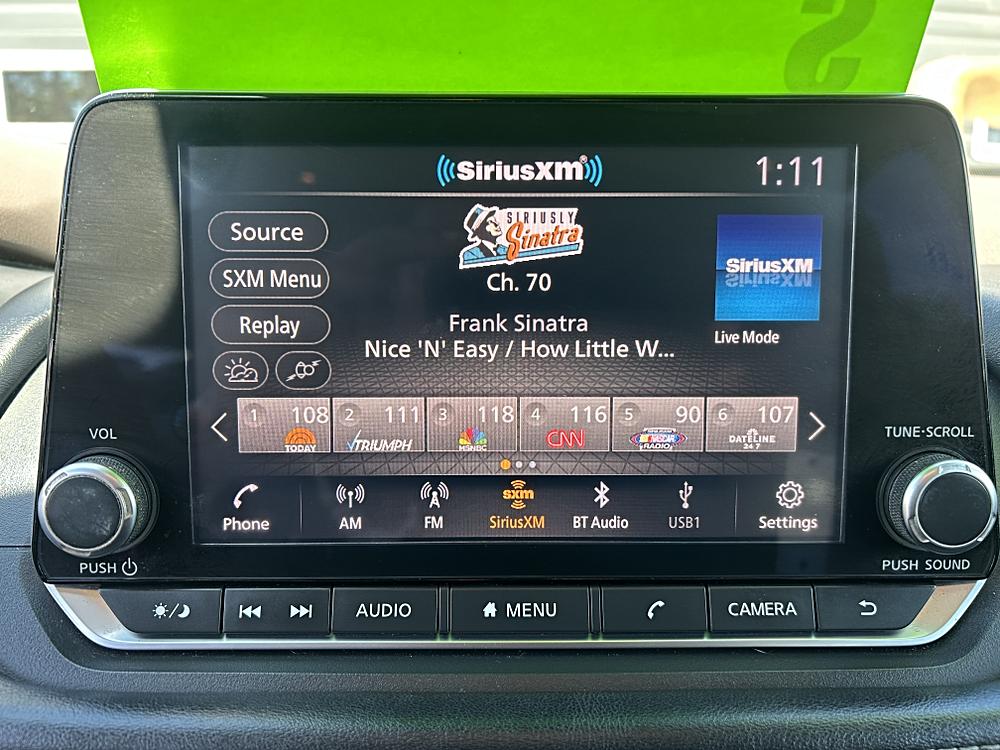 S
SiriusXM
1:11
Source
SXM Menu
Replay
SIRIUSLY
Sinatra
Ch. 70
Frank Sinatra
Nice 'N' Easy / How Little W...
SiriusXM
Live Mode
1 108 TODAY
2 111 TRIUMPH
3 118 MSNBC
4 116 CNN
5 90 NASCAR RADIO
6 107 DATELINE 24 7
VOL
TUNE·SCROLL
Phone
AM
FM
sxm
SiriusXM
BT Audio
USB1
Settings
PUSH
PUSH SOUND
AUDIO
MENU
CAMERA